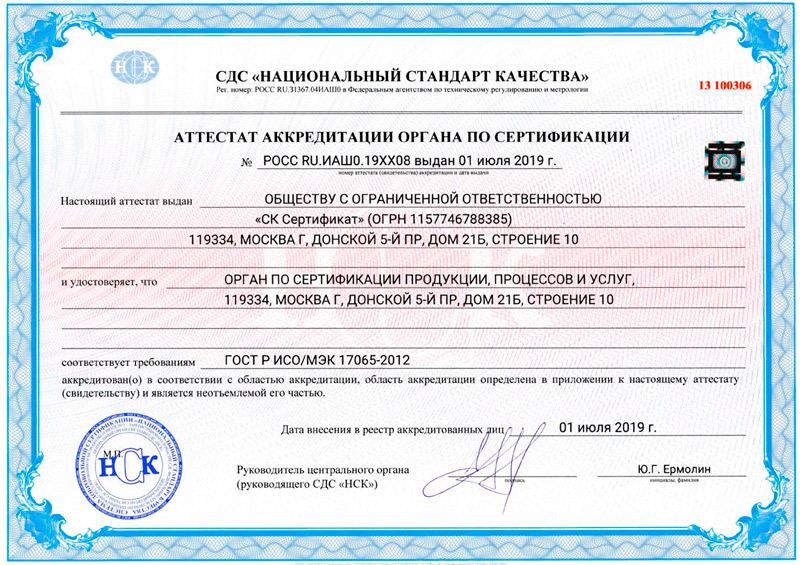 НСК
СДС «НАЦИОНАЛЬНЫЙ СТАНДАРТ КАЧЕСТВА»
Рег. номер: РОСС RU.31367.04ИАШ0 в Федеральным агентством по техническому регулированию и метрологии
13 100306
АТТЕСТАТ АККРЕДИТАЦИИ ОРГАНА ПО СЕРТИФИКАЦИИ
№ РОСС RU.ИАШ0.19ХХ08 выдан 01 июля 2019 г.
номер аттестата (свидетельства) аккредитации и дата выдачи
Настоящий аттестат выдан ОБЩЕСТВУ С ОГРАНИЧЕННОЙ ОТВЕТСТВЕННОСТЬЮ
«СК Сертификат» (ОГРН 1157746788385)
119334, МОСКВА Г, ДОНСКОЙ 5-Й ПР, ДОМ 21Б, СТРОЕНИЕ 10
и удостоверяет, что ОРГАН ПО СЕРТИФИКАЦИИ ПРОДУКЦИИ, ПРОЦЕССОВ И УСЛУГ,
119334, МОСКВА Г, ДОНСКОЙ 5-Й ПР, ДОМ 21Б, СТРОЕНИЕ 10
соответствует требованиям ГОСТ Р ИСО/МЭК 17065-2012
аккредитован(о) в соответствии с областью аккредитации, область аккредитации определена в приложении к настоящему аттестату
(свидетельству) и является неотъемлемой его частью.
Дата внесения в реестр аккредитованных лиц 01 июля 2019 г.
М.П.
НСК
Руководитель центрального органа
(руководящего СДС «НСК»)
подпись
Ю.Г. Ермолин
инициалы, фамилия